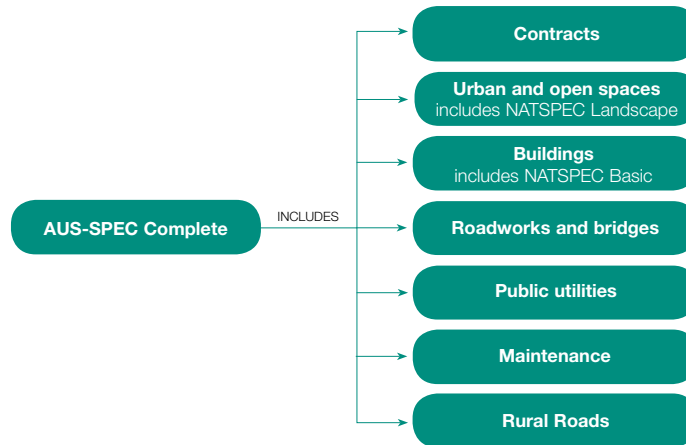 Contracts
Urban and open spaces
includes NATSPEC Landscape
Buildings
includes NATSPEC Basic
AUS-SPEC Complete
INCLUDES
Roadworks and bridges
Public utilities
Maintenance
Rural Roads